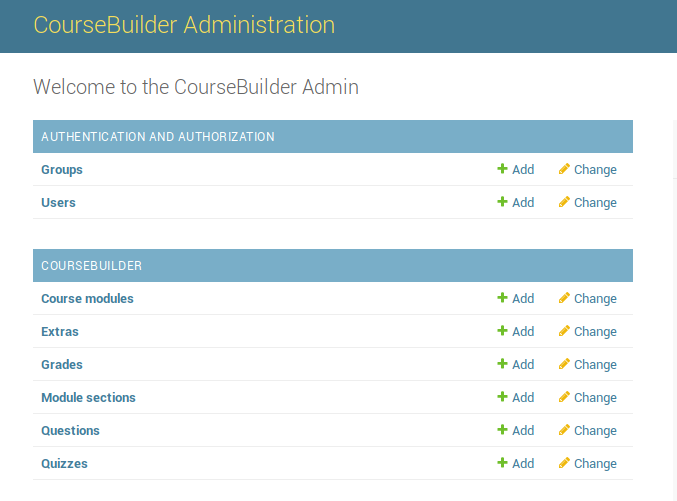 CourseBuilder Administration
Welcome to the CourseBuilder Admin
AUTHENTICATION AND AUTHORIZATION
Groups Add Change
Users Add Change
COURSEBUILDER
Course modules Add Change
Extras Add Change
Grades Add Change
Module sections Add Change
Questions Add Change
Quizzes Add Change